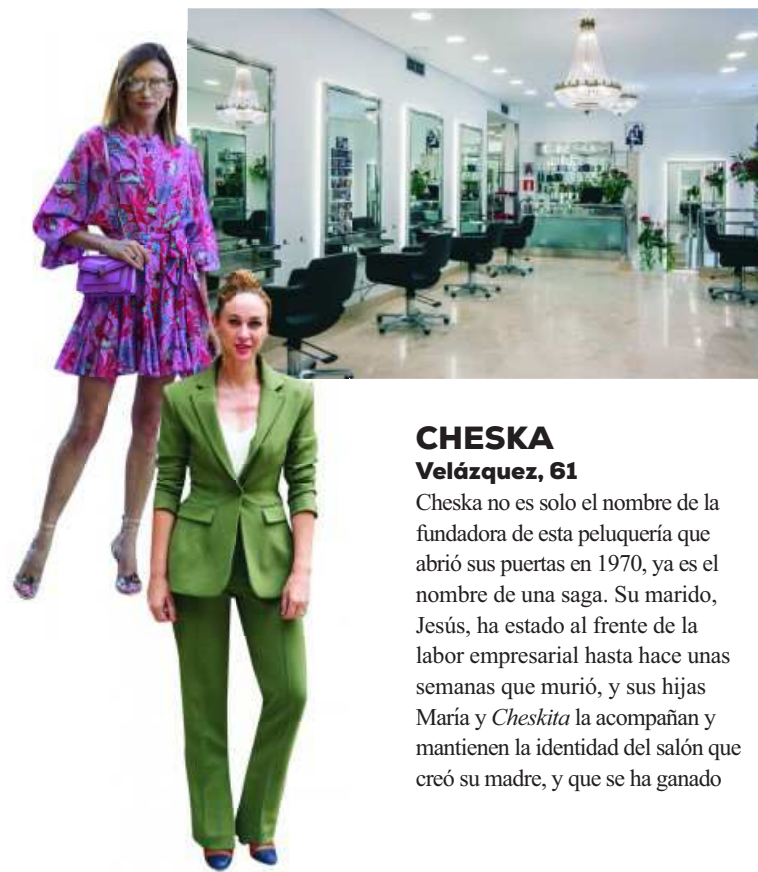 CHESKA
Velázquez, 61
Cheska no es solo el nombre de la
fundadora de esta peluquería que
abrió sus puertas en 1970, ya es el
nombre de una saga. Su marido,
Jesús, ha estado al frente de la
labor empresarial hasta hace unas
semanas que murió, y sus hijas
María y Cheskita la acompañan y
mantienen la identidad del salón que
creó su madre, y que se ha ganado